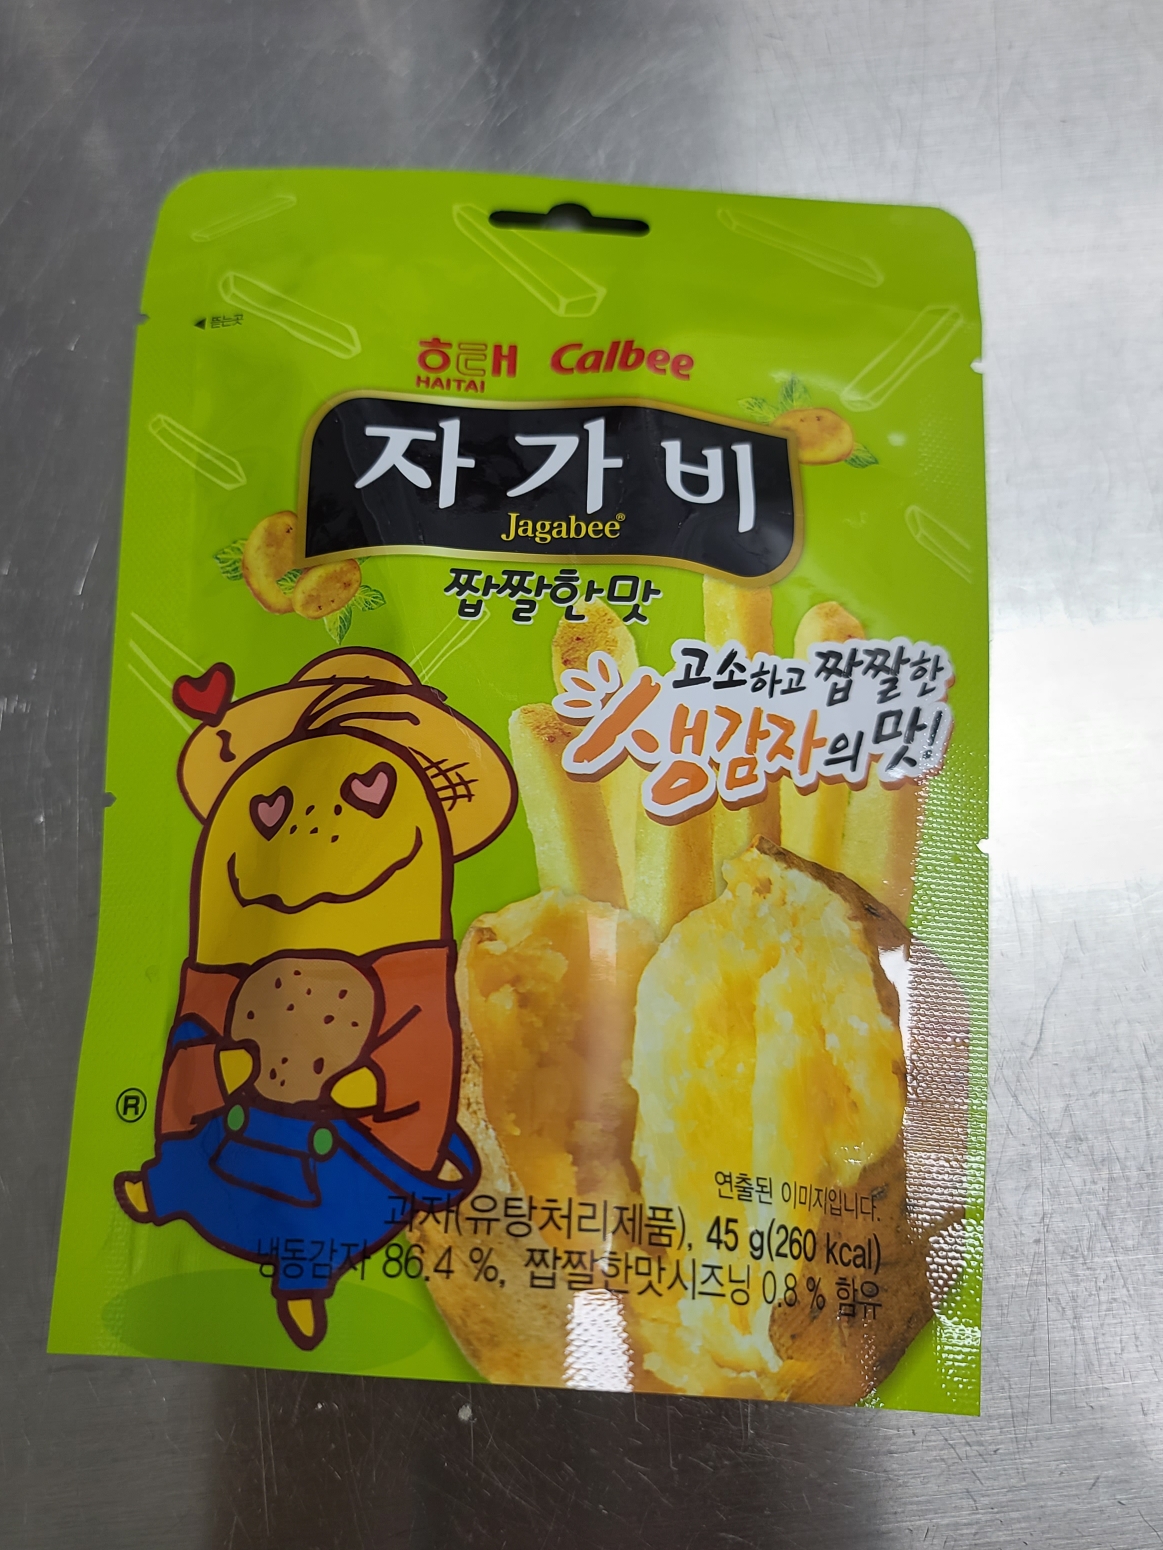 ◀뜯는곳
해태 Calbee
HAITAI
자가비
Jagabee®
짭짤한맛
고소하고 짭짤한
생감자의 맛!
®
연출된 이미지입니다.
과자(유탕처리제품), 45 g(260 kcal)
냉동감자 86.4 %, 짭짤한맛시즈닝 0.8 % 함유